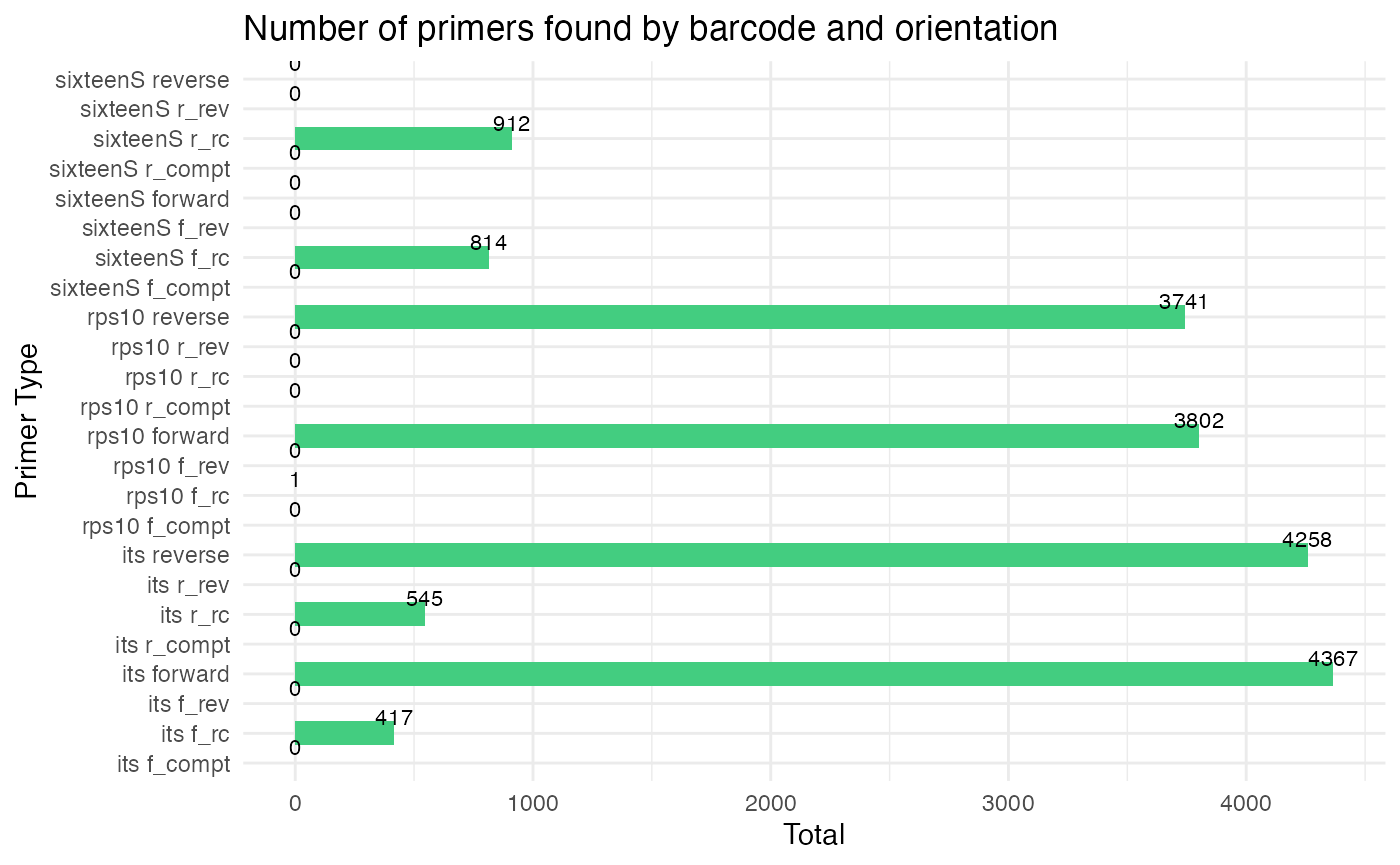 Number of primers found by barcode and orientation
0
sixteenS reverse
0
sixteenS r_rev
912
sixteenS r_rc
0
sixteenS r_compt
0
sixteenS forward
0
sixteenS f_rev
814
sixteenS f_rc
0
sixteenS f_compt
3741
rps10 reverse
0
rps10 r_rev
0
rps10 r_rc
0
rps10 r_compt
3802
rps10 forward
0
rps10 f_rev
1
rps10 f_rc
0
rps10 f_compt
4258
its reverse
0
its r_rev
545
its r_rc
0
its r_compt
4367
its forward
0
its f_rev
417
its f_rc
0
its f_compt
0 1000 2000 3000 4000
Total
Primer Type